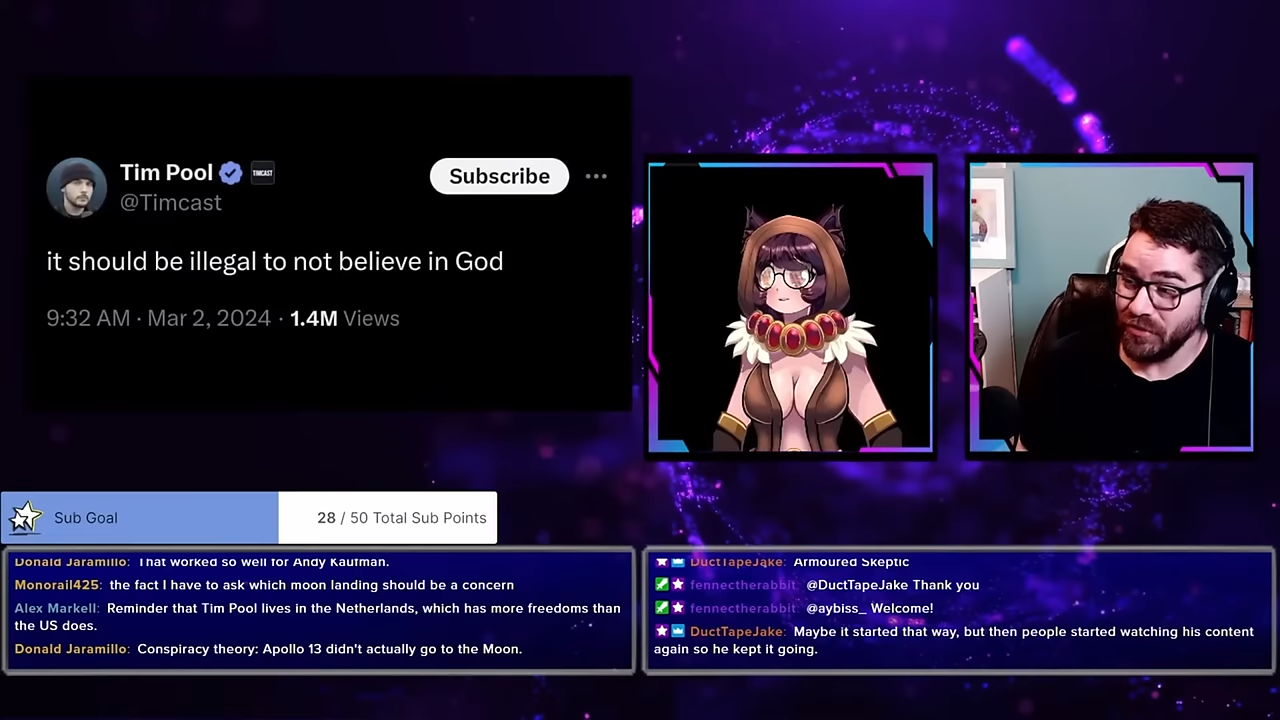 Tim Pool
TIMCAST
@Timcast
Subscribe
it should be illegal to not believe in God
9:32 AM · Mar 2, 2024 · 1.4M Views
Sub Goal
28 / 50 Total Sub Points
Donald Jaramillo: That worked so well for Andy Kaufman.
Monorail425: the fact I have to ask which moon landing should be a concern
Alex Markell: Reminder that Tim Pool lives in the Netherlands, which has more freedoms than
the US does.
Donald Jaramillo: Conspiracy theory: Apollo 13 didn't actually go to the Moon.
DuctTapeJake: Armoured Skeptic
fennectherabbit: @DuctTapeJake Thank you
fennectherabbit: @aybiss_ Welcome!
DuctTapeJake: Maybe it started that way, but then people started watching his content
again so he kept it going.